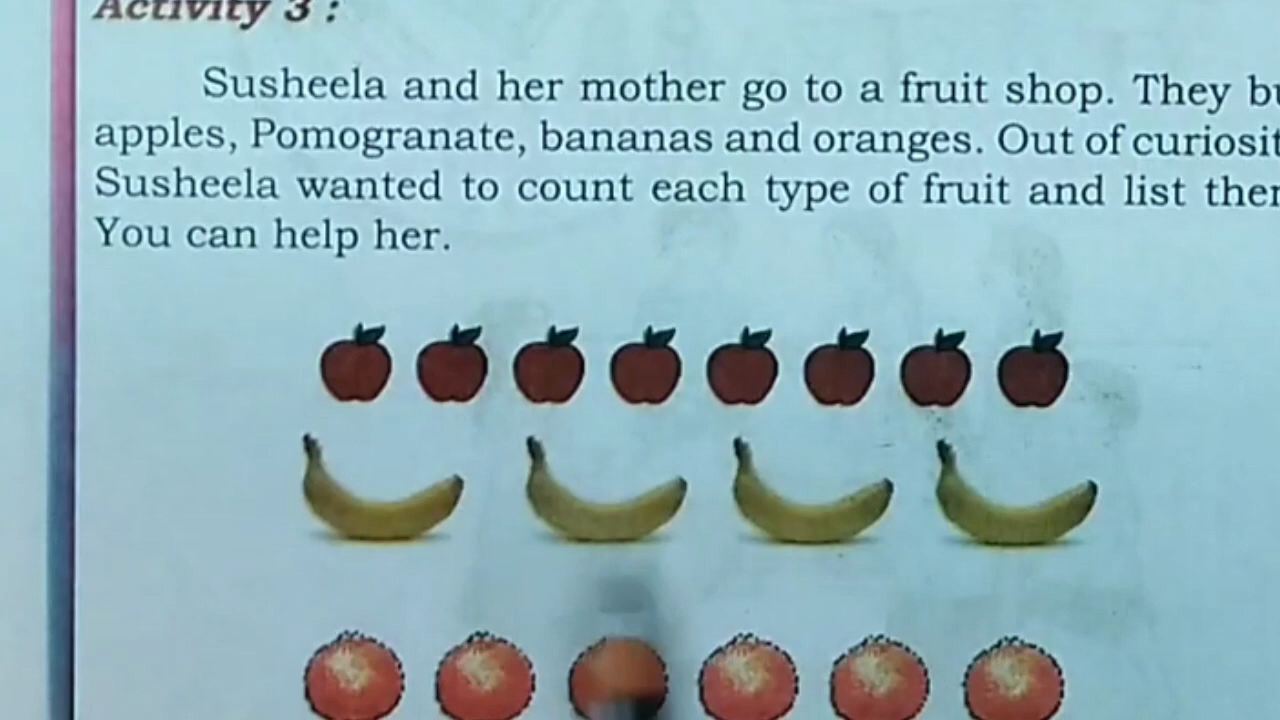 Activity 3 :
Susheela and her mother go to a fruit shop. They
apples, Pomogranate, bananas and oranges. Out of
Susheela wanted to count each type of fruit and list
You can help her.